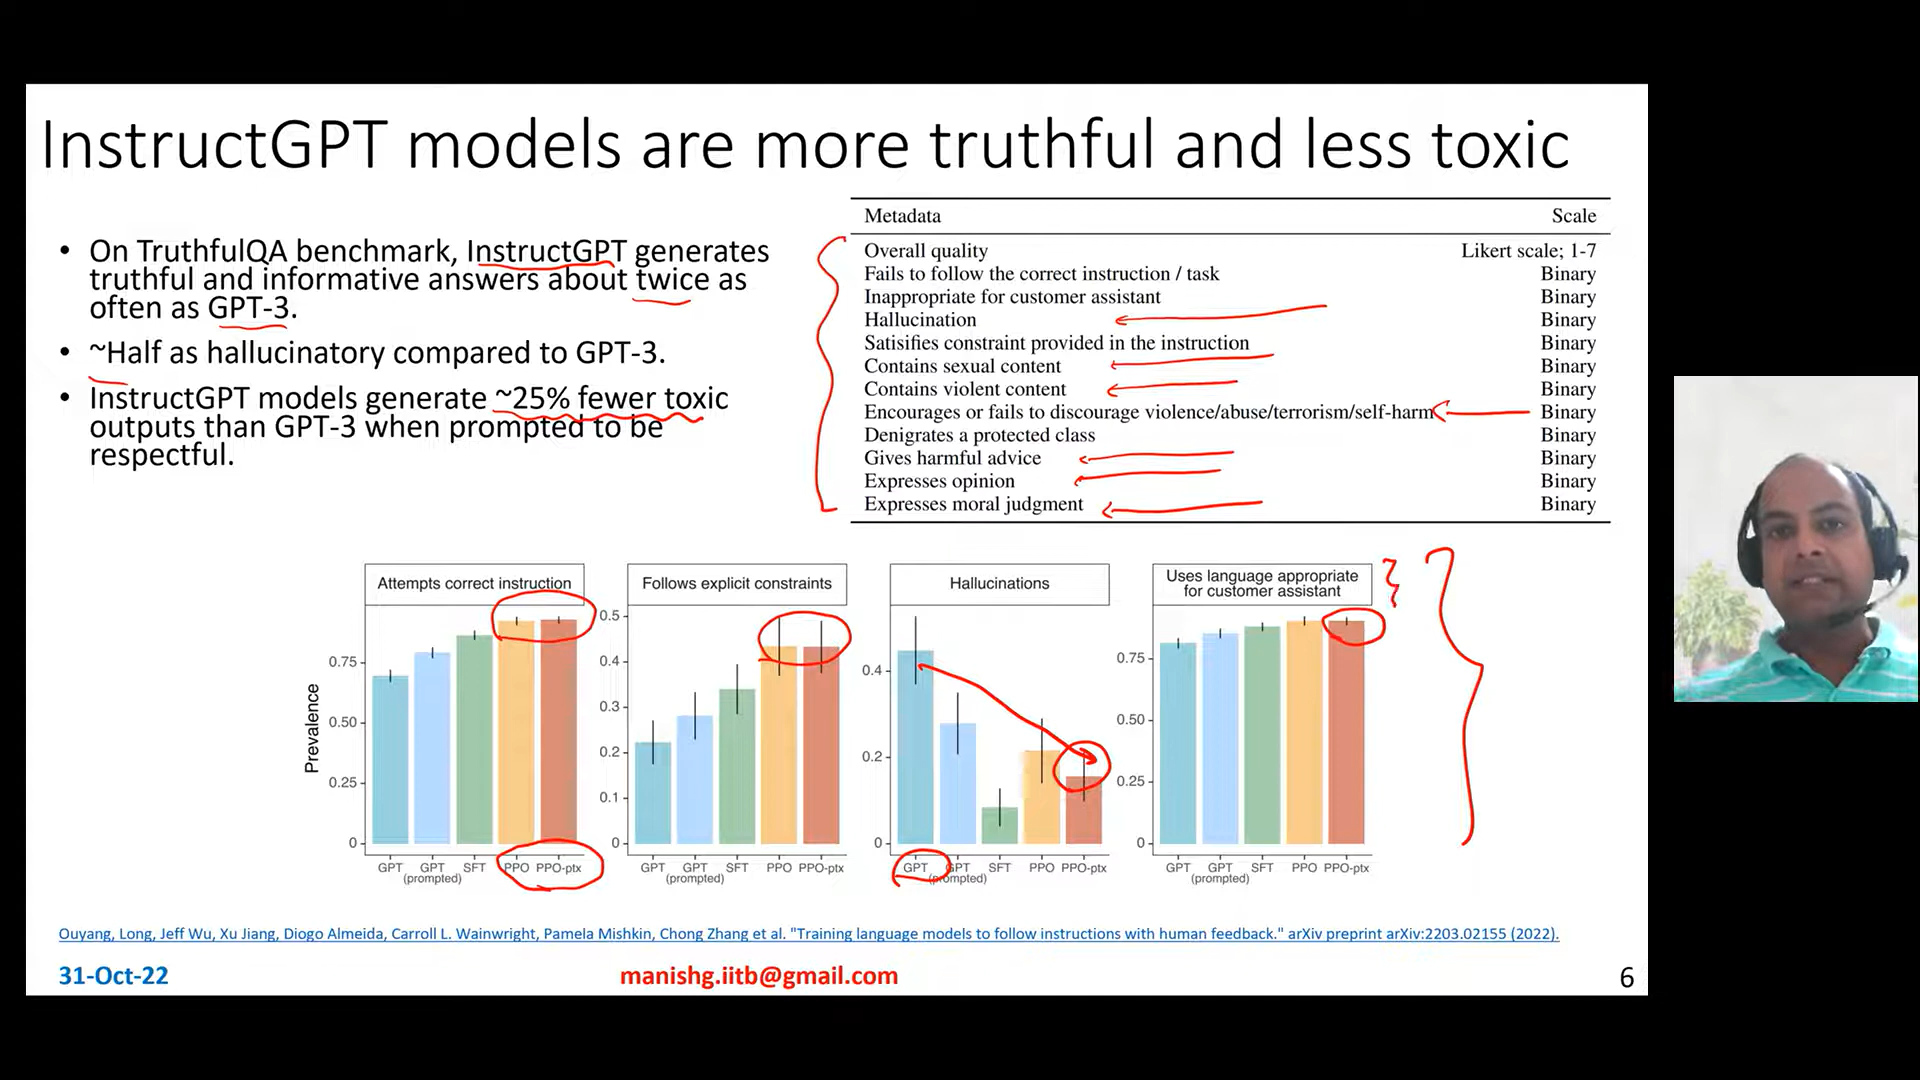 InstructGPT models are more truthful and less toxic
• On TruthfulQA benchmark, InstructGPT generates
truthful and informative answers about twice as
often as GPT-3.
• ~Half as hallucinatory compared to GPT-3.
• InstructGPT models generate ~25% fewer toxic
outputs than GPT-3 when prompted to be
respectful.
Metadata Scale
Overall quality Likert scale; 1-7
Fails to follow the correct instruction / task Binary
Inappropriate for customer assistant Binary
Hallucination Binary
Satisifies constraint provided in the instruction Binary
Contains sexual content Binary
Contains violent content Binary
Encourages or fails to discourage violence/abuse/terrorism/self-harm Binary
Denigrates a protected class Binary
Gives harmful advice Binary
Expresses opinion Binary
Expresses moral judgment Binary
Prevalence
Attempts correct instruction
0.75
0.50
0.25
0
GPT GPT SFT PPO PPO-ptx
(prompted)
Follows explicit constraints
0.5
0.4
0.3
0.2
0.1
0
GPT GPT SFT PPO PPO-ptx
(prompted)
Hallucinations
0.4
0.2
0
GPT GPT SFT PPO PPO-ptx
(prompted)
Uses language appropriate
for customer assistant
0.75
0.50
0.25
0
GPT GPT SFT PPO PPO-ptx
(prompted)
Ouyang, Long, Jeff Wu, Xu Jiang, Diogo Almeida, Carroll L. Wainwright, Pamela Mishkin, Chong Zhang et al. "Training language models to follow instructions with human feedback." arXiv preprint arXiv:2203.02155 (2022).
31-Oct-22 manishg.iitb@gmail.com 6